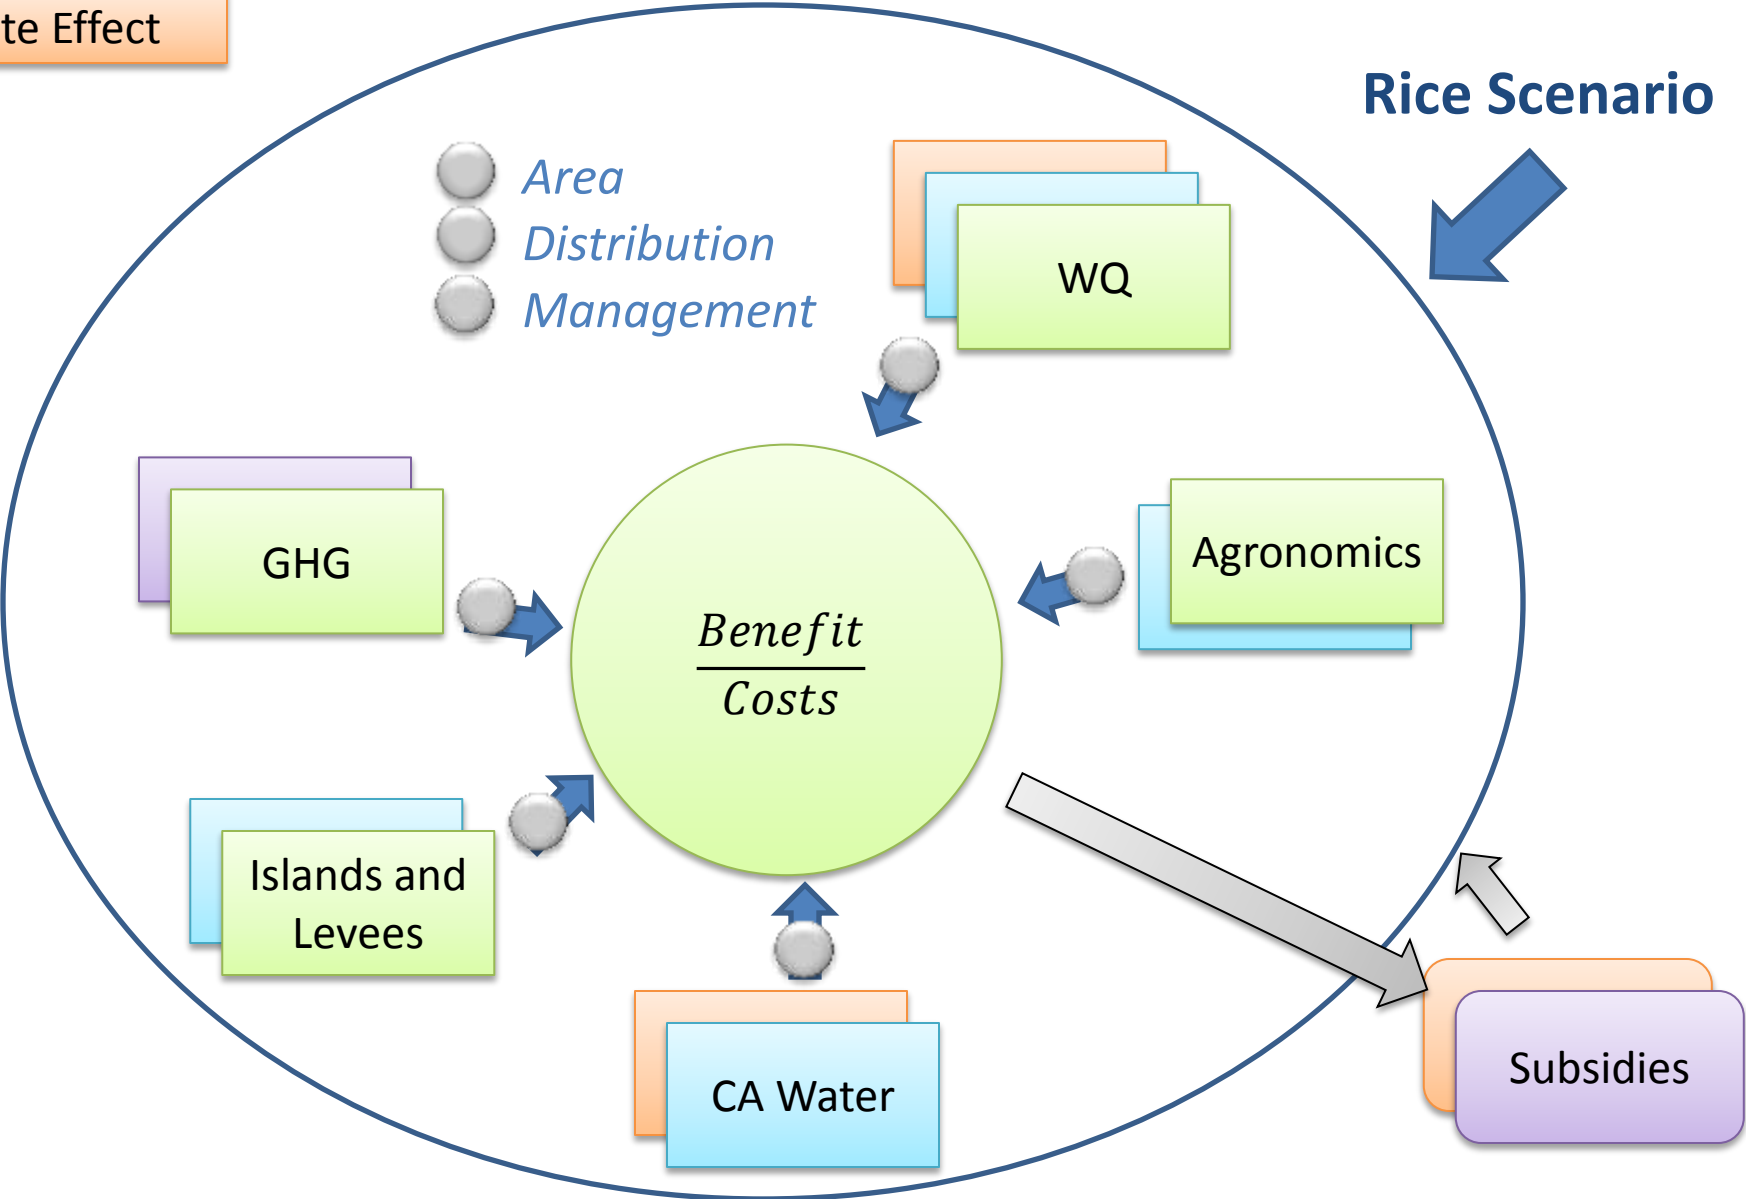 te Effect
Rice Scenario
Area
Distribution
Management
WQ
GHG
Agronomics
Benefit
Costs
Islands and
Levees
CA Water
Subsidies